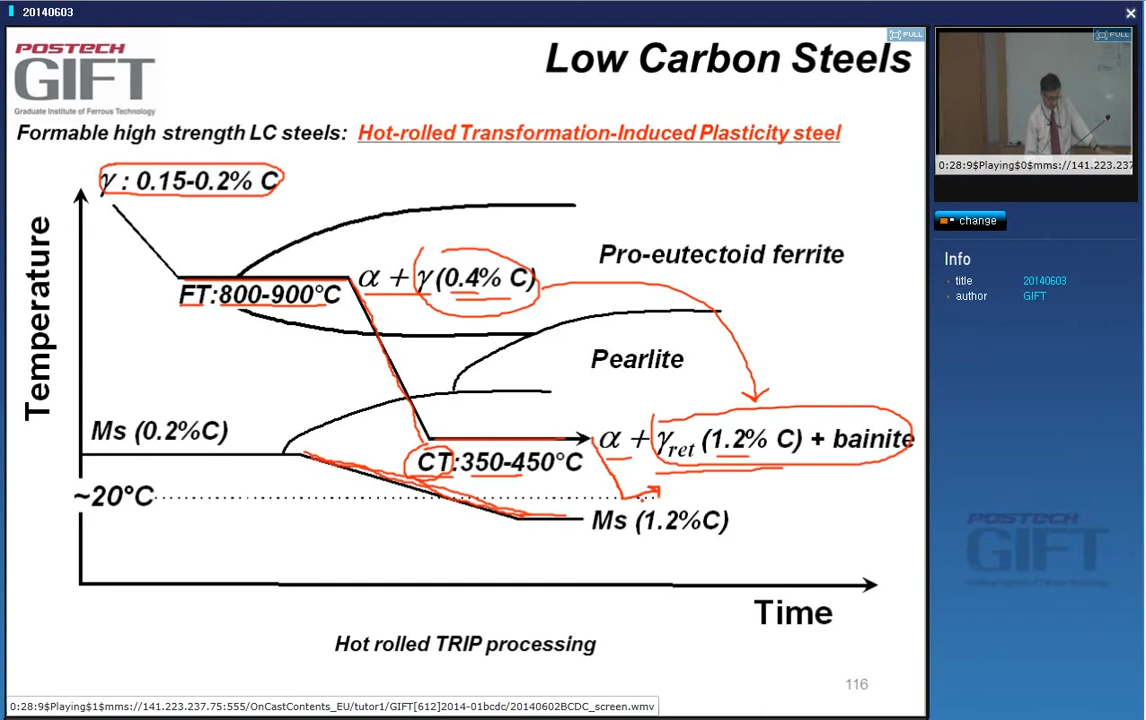 20140603
POSTECH
GIFT
Graduate Institute of Ferrous Technology
Low Carbon Steels
FULL
FULL
Formable high strength LC steels: Hot-rolled Transformation-Induced Plasticity steel
γ : 0.15-0.2% C
Temperature
Pro-eutectoid ferrite
α + γ (0.4% C)
FT:800-900°C
Pearlite
Ms (0.2%C)
α + γret (1.2% C) + bainite
CT:350-450°C
~20°C
Ms (1.2%C)
Time
Hot rolled TRIP processing
116
0:28:9$Playing$1$mms://141.223.237.75:555/OnCastContents_EU/tutor1/GIFT[612]2014-01bcdc/20140602BCDC_screen.wmv
0:28:9$Playing$0$mms://141.223.237
change
Info
title 20140603
author GIFT
POSTECH
GIFT